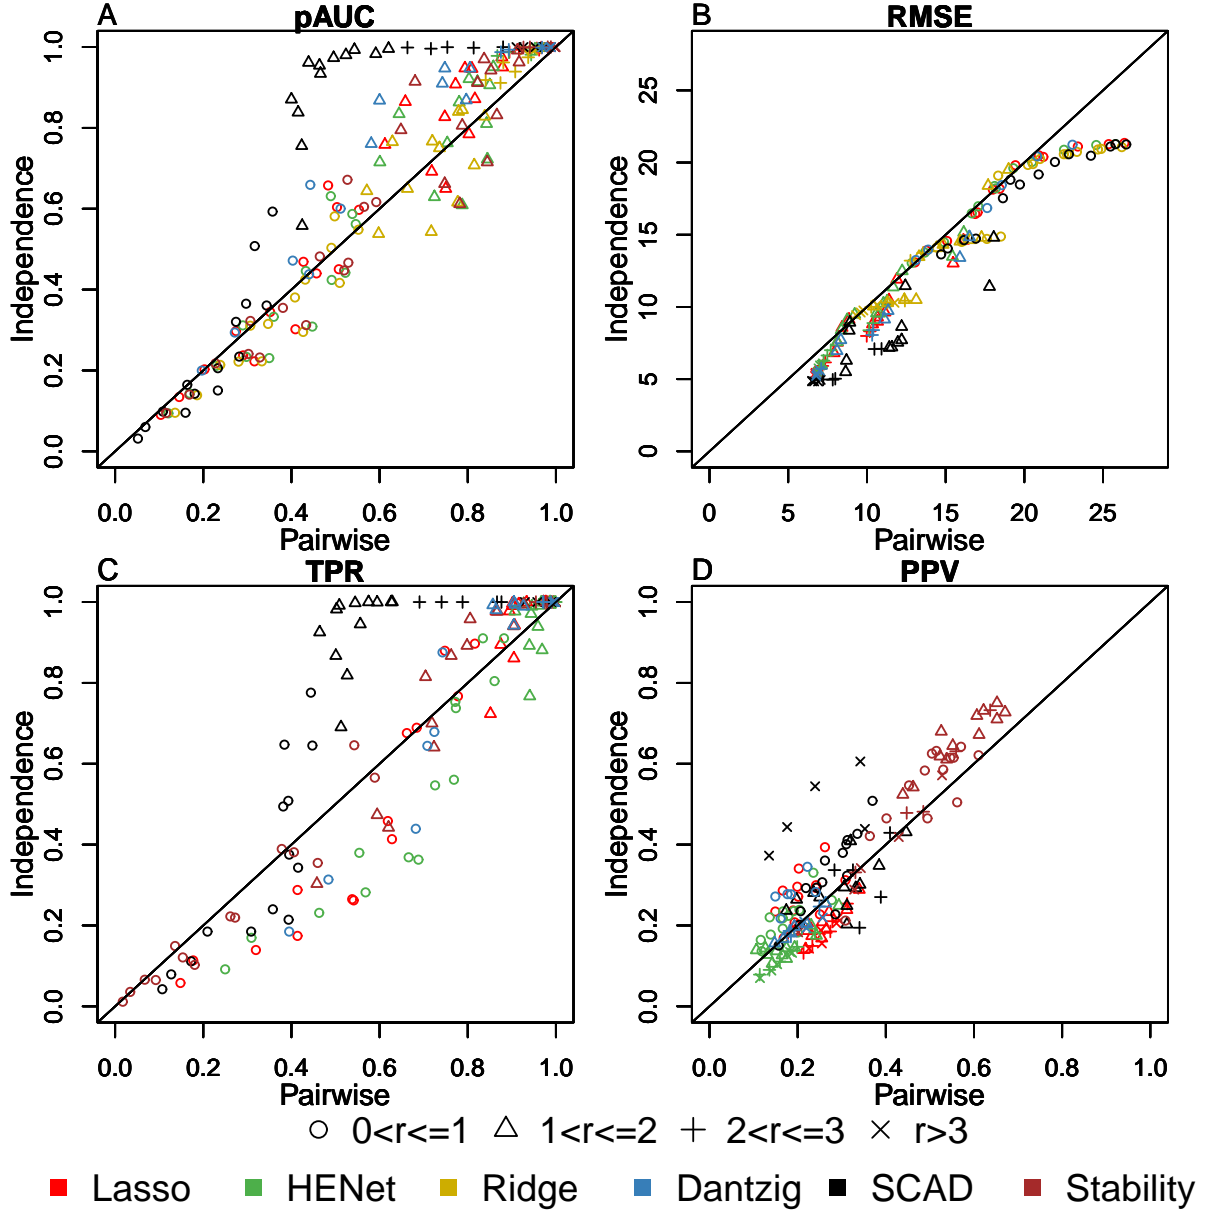 A
pAUC
1.0
0.8
0.6
0.4
0.2
0.0
Independence
0.0 0.2 0.4 0.6 0.8 1.0
Pairwise
B
RMSE
25
20
15
10
5
0
Independence
0 5 10 15 20 25
Pairwise
C
TPR
1.0
0.8
0.6
0.4
0.2
0.0
Independence
0.0 0.2 0.4 0.6 0.8 1.0
Pairwise
D
PPV
1.0
0.8
0.6
0.4
0.2
0.0
Independence
0.0 0.2 0.4 0.6 0.8 1.0
Pairwise
0<r<=1 1<r<=2 2<r<=3 r>3
Lasso HENet Ridge Dantzig SCAD Stability